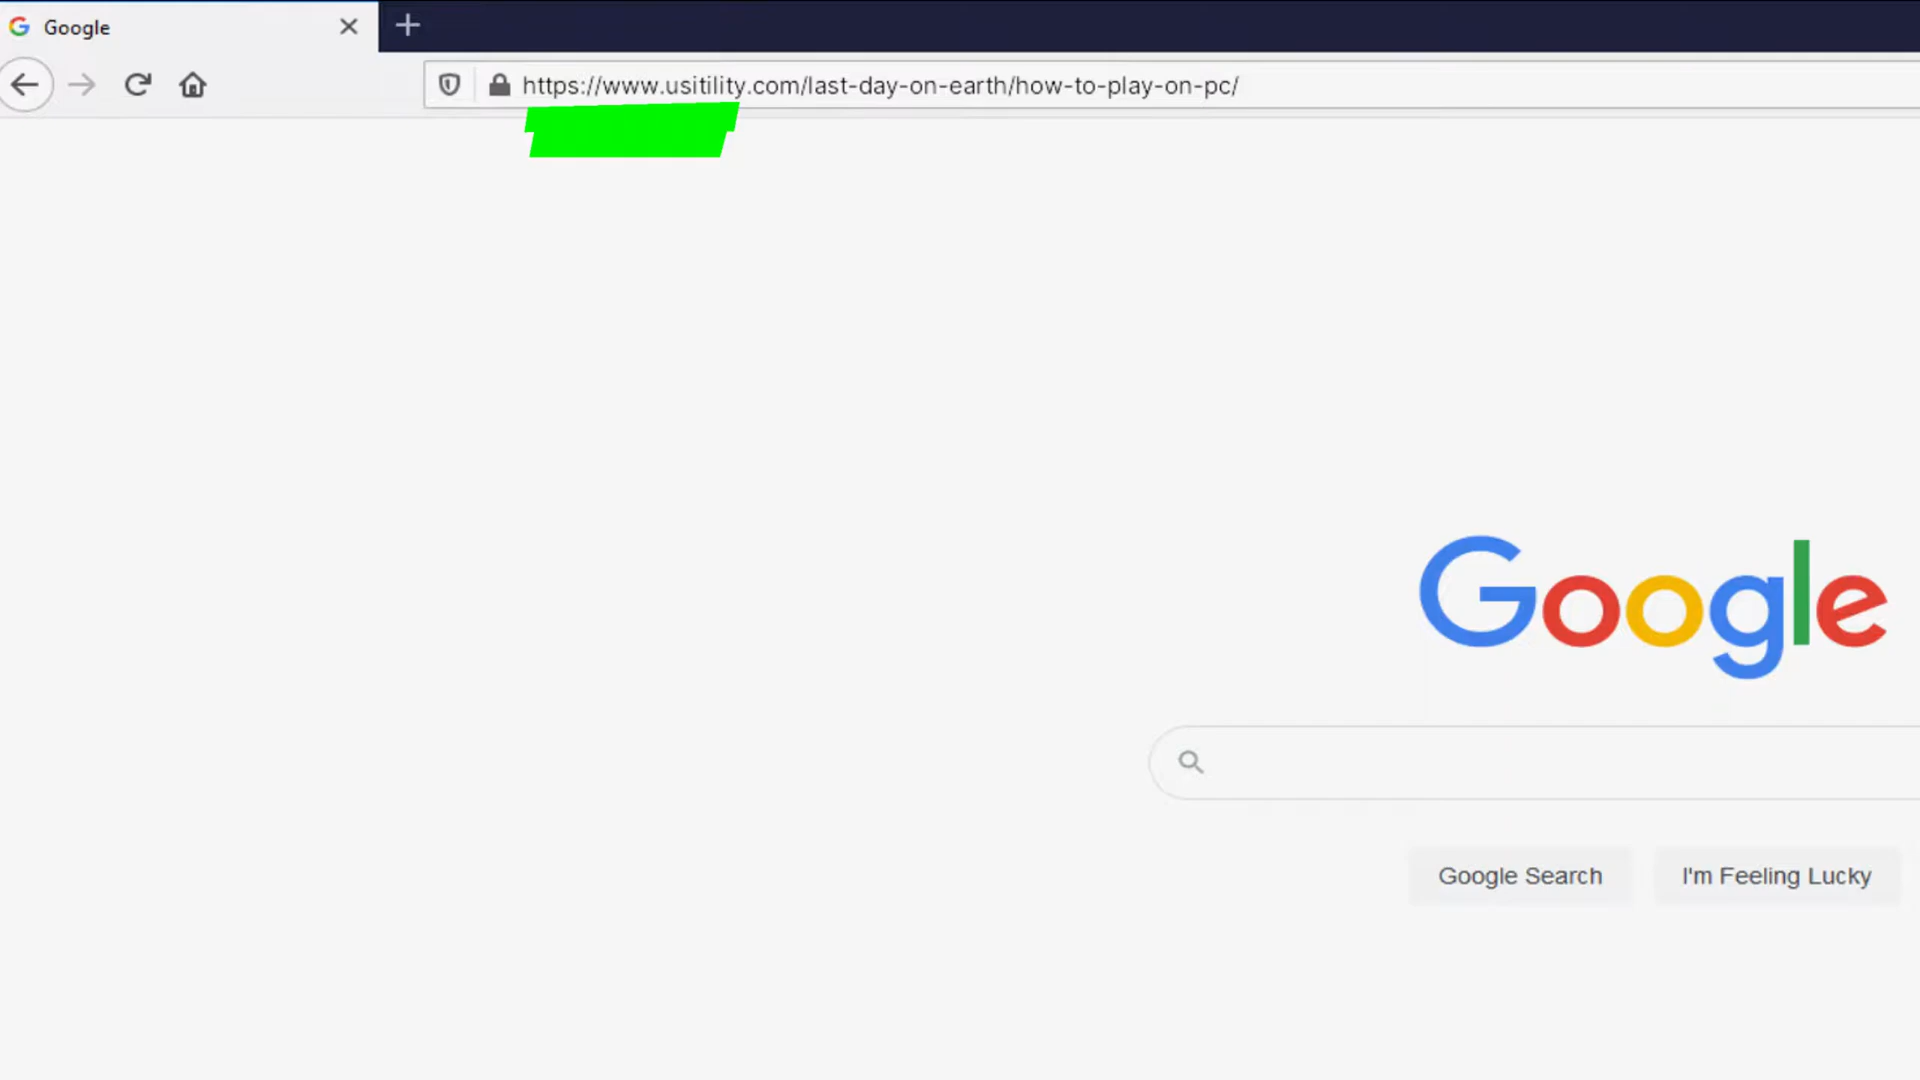 Google
https://www.usitility.com/last-day-on-earth/how-to-play-on-pc/
Google
Google Search
I'm Feeling Lucky